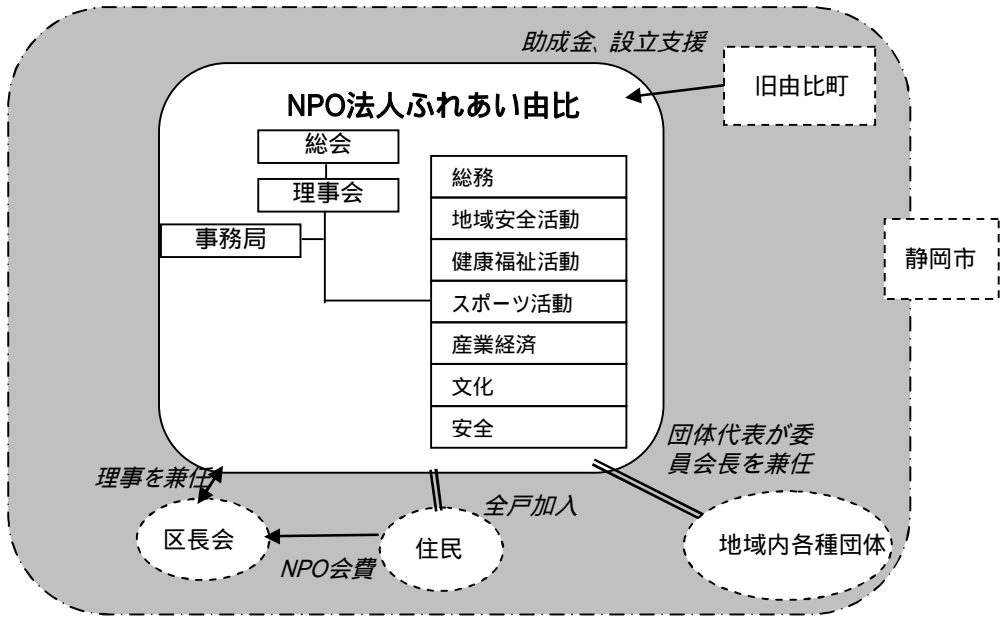 助成金、設立支援
旧由比町
NPO法人ふれあい由比
総会
理事会
事務局
総務
地域安全活動
健康福祉活動
スポーツ活動
産業経済
文化
安全
静岡市
団体代表が委
員会長を兼任
理事を兼任
全戸加入
区長会
住民
地域内各種団体
NPO会費